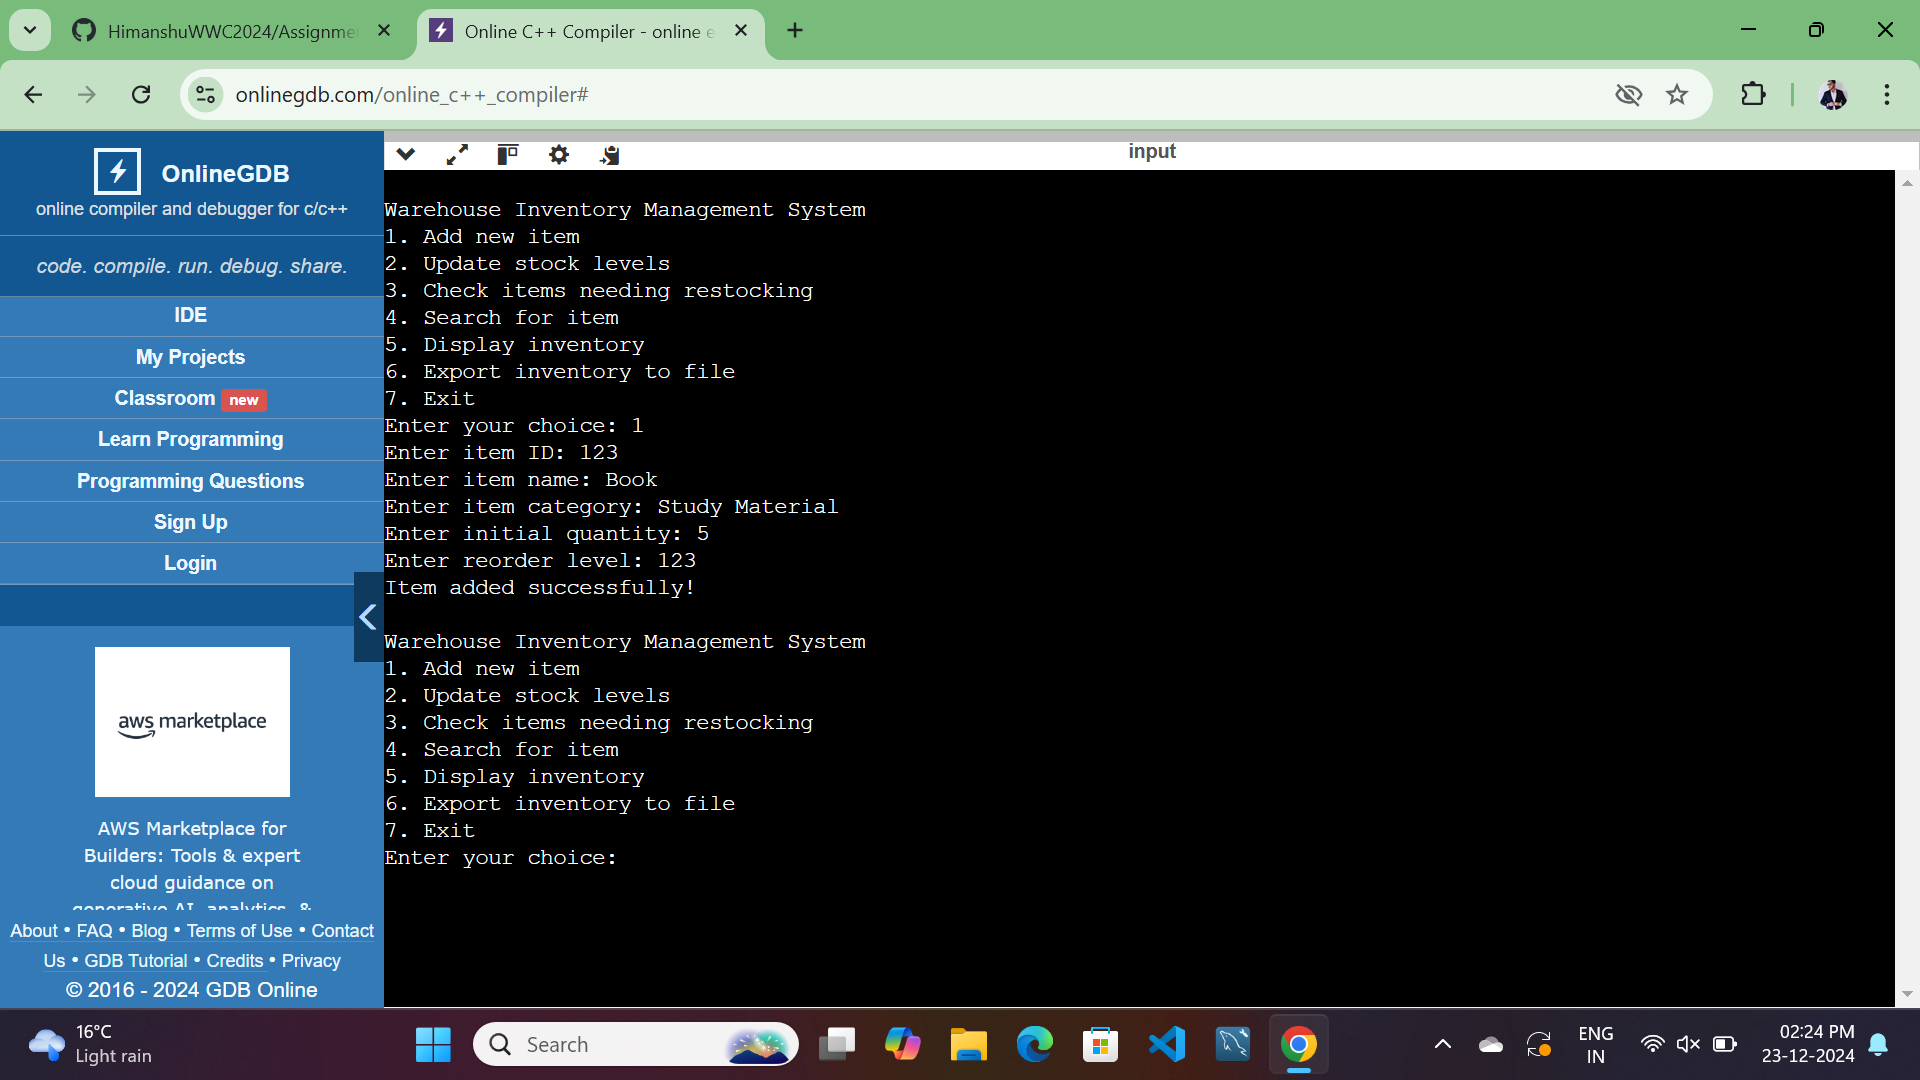 HimanshuWWC2024/Assignme
Online C++ Compiler - online e
onlinegdb.com/online_c++_compiler#
OnlineGDB
online compiler and debugger for c/c++
code. compile. run. debug. share.
IDE
My Projects
Classroom new
Learn Programming
Programming Questions
Sign Up
Login
aws marketplace
AWS Marketplace for
Builders: Tools & expert
cloud guidance on
generative AI, analytics, &
About • FAQ • Blog • Terms of Use • Contact
Us • GDB Tutorial • Credits • Privacy
© 2016 - 2024 GDB Online
input
Warehouse Inventory Management System
1. Add new item
2. Update stock levels
3. Check items needing restocking
4. Search for item
5. Display inventory
6. Export inventory to file
7. Exit
Enter your choice: 1
Enter item ID: 123
Enter item name: Book
Enter item category: Study Material
Enter initial quantity: 5
Enter reorder level: 123
Item added successfully!
Warehouse Inventory Management System
1. Add new item
2. Update stock levels
3. Check items needing restocking
4. Search for item
5. Display inventory
6. Export inventory to file
7. Exit
Enter your choice:
16°C
Light rain
Search
ENG
IN
02:24 PM
23-12-2024